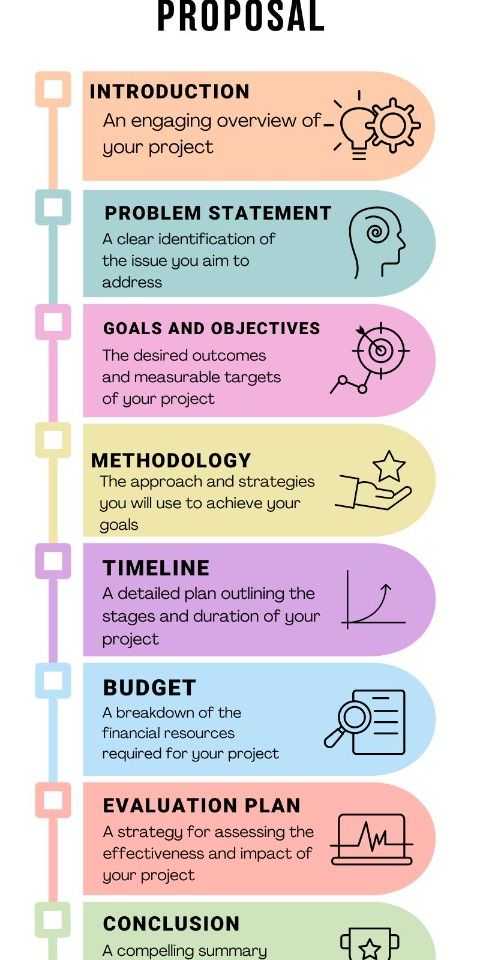 PROPOSAL
INTRODUCTION
An engaging overview of
your project
PROBLEM STATEMENT
A clear identification of
the issue you aim to
address
GOALS AND OBJECTIVES
The desired outcomes
and measurable targets
of your project
METHODOLOGY
The approach and strategies
you will use to achieve your
goals
TIMELINE
A detailed plan outlining the
stages and duration of your
project
BUDGET
A breakdown of the
financial resources
required for your project
EVALUATION PLAN
A strategy for assessing the
effectiveness and impact of
your project
CONCLUSION
A compelling summary